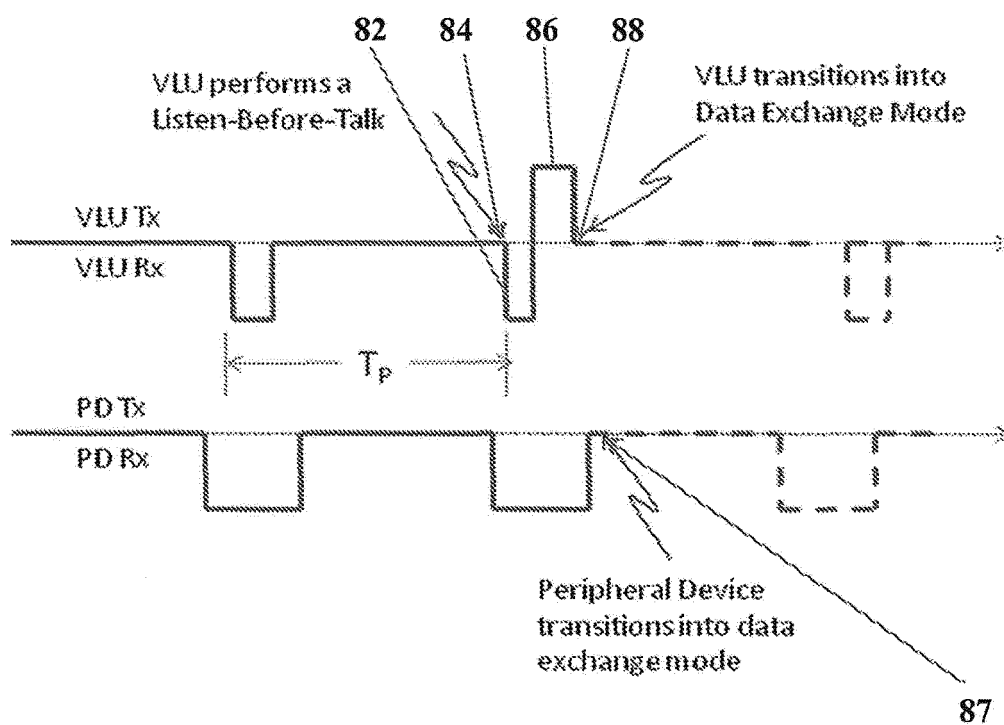 82 84 86 88
VLU performs a
Listen-Before-Talk
VLU transitions into
Data Exchange Mode
VLU Tx
VLU Rx
Tp
PD Tx
PD Rx
Peripheral Device
transitions into data
exchange mode
87